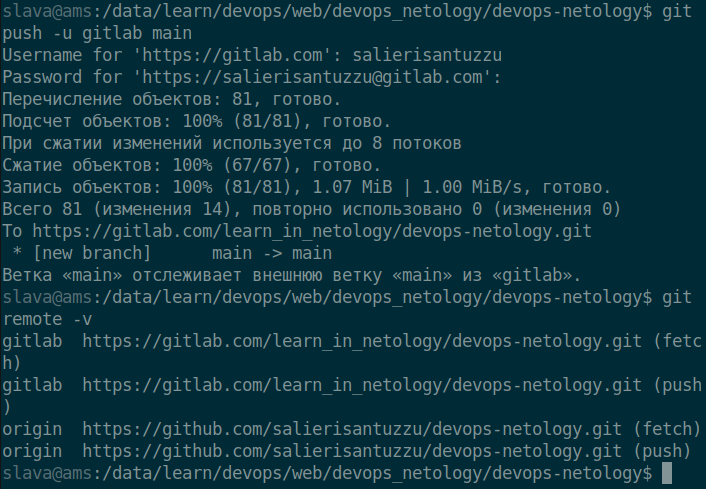 slava@ams:/data/learn/devops/web/devops_netology/devops-netology$ git
push -u gitlab main
Username for 'https://gitlab.com': salierisantuzzu
Password for 'https://salierisantuzzu@gitlab.com':
Перечисление объектов: 81, готово.
Подсчет объектов: 100% (81/81), готово.
При сжатии изменений используется до 8 потоков
Сжатие объектов: 100% (67/67), готово.
Запись объектов: 100% (81/81), 1.07 MiB | 1.00 MiB/s, готово.
Всего 81 (изменения 14), повторно использовано 0 (изменения 0)
To https://gitlab.com/learn_in_netology/devops-netology.git
 * [new branch]      main -> main
Ветка «main» отслеживает внешнюю ветку «main» из «gitlab».
slava@ams:/data/learn/devops/web/devops_netology/devops-netology$ git
remote -v
gitlab  https://gitlab.com/learn_in_netology/devops-netology.git (fetc
h)
gitlab  https://gitlab.com/learn_in_netology/devops-netology.git (push
)
origin  https://github.com/salierisantuzzu/devops-netology.git (fetch)
origin  https://github.com/salierisantuzzu/devops-netology.git (push)
slava@ams:/data/learn/devops/web/devops_netology/devops-netology$